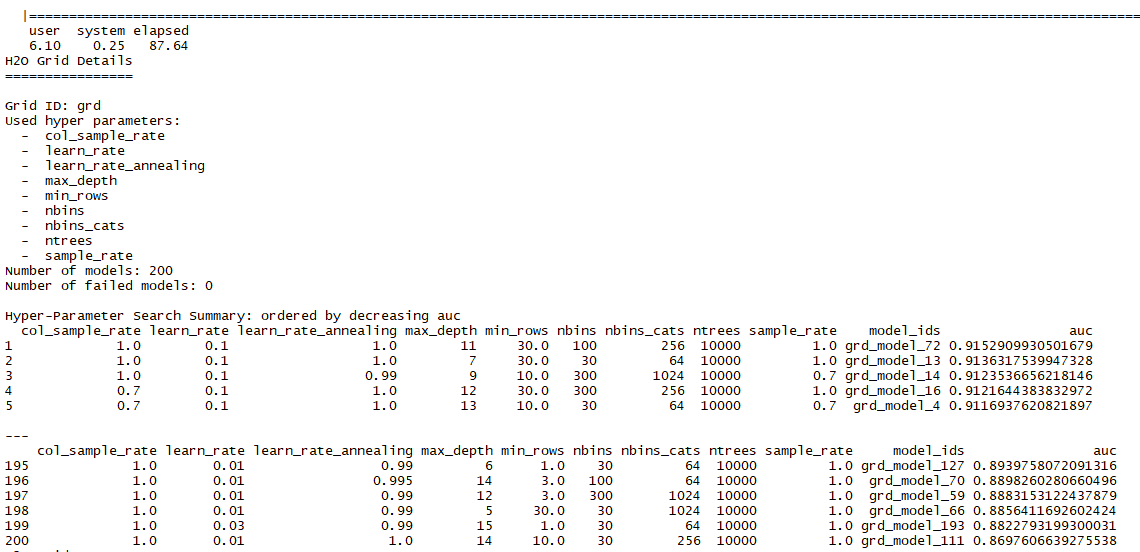 |======================================================================================================================================
   user  system elapsed
   6.10    0.25   87.64
H2O Grid Details
================
Grid ID: grd
Used hyper parameters:
  -  col_sample_rate
  -  learn_rate
  -  learn_rate_annealing
  -  max_depth
  -  min_rows
  -  nbins
  -  nbins_cats
  -  ntrees
  -  sample_rate
Number of models: 200
Number of failed models: 0
Hyper-Parameter Search Summary: ordered by decreasing auc
  col_sample_rate learn_rate learn_rate_annealing max_depth min_rows nbins nbins_cats ntrees sample_rate    model_ids                auc
1             1.0        0.1                  1.0        11     30.0   100        256  10000         1.0 grd_model_72 0.9152909930501679
2             1.0        0.1                  1.0         7     30.0    30         64  10000         1.0 grd_model_13 0.9136317539947328
3             1.0        0.1                 0.99         9     10.0   300       1024  10000         0.7 grd_model_14 0.9123536656218146
4             0.7        0.1                  1.0        12     30.0   300        256  10000         1.0 grd_model_16 0.9121644383832972
5             0.7        0.1                  1.0        13     10.0    30         64  10000         0.7  grd_model_4 0.9116937620821897
---
    col_sample_rate learn_rate learn_rate_annealing max_depth min_rows nbins nbins_cats ntrees sample_rate     model_ids                auc
195             1.0       0.01                 0.99         6      1.0    30         64  10000         1.0 grd_model_127 0.8939758072091316
196             1.0       0.01                0.995        14      3.0   100         64  10000         1.0  grd_model_70 0.8898260280660496
197             1.0       0.01                 0.99        12      3.0   300       1024  10000         1.0  grd_model_59 0.8883153122437879
198             1.0       0.01                 0.99         5     30.0    30       1024  10000         1.0  grd_model_66 0.8856411692602424
199             1.0       0.03                 0.99        15      1.0    30         64  10000         1.0 grd_model_193 0.8822793199300031
200             1.0       0.01                  1.0        14     10.0    30        256  10000         1.0 grd_model_111 0.8697606639275538